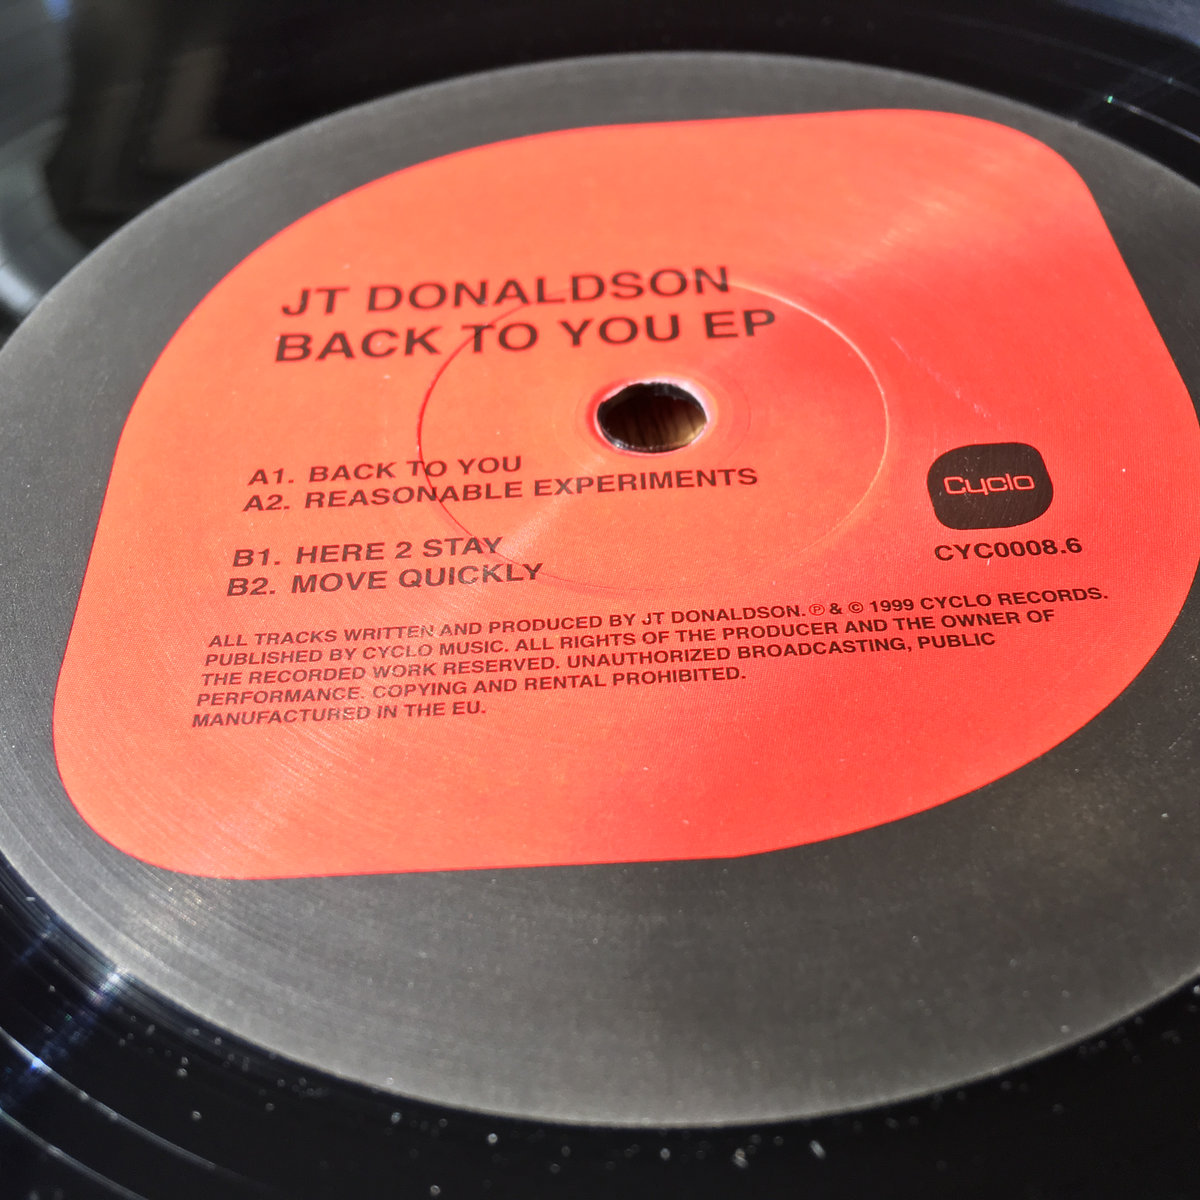 JT DONALDSON
BACK TO YOU EP
A1. BACK TO YOU
A2. REASONABLE EXPERIMENTS
B1. HERE 2 STAY
B2. MOVE QUICKLY
Cyclo
CYC0008.6
ALL TRACKS WRITTEN AND PRODUCED BY JT DONALDSON. ℗ & © 1999 CYCLO RECORDS.
PUBLISHED BY CYCLO MUSIC. ALL RIGHTS OF THE PRODUCER AND THE OWNER OF
THE RECORDED WORK RESERVED. UNAUTHORIZED BROADCASTING, PUBLIC
PERFORMANCE. COPYING AND RENTAL PROHIBITED.
MANUFACTURED IN THE EU.